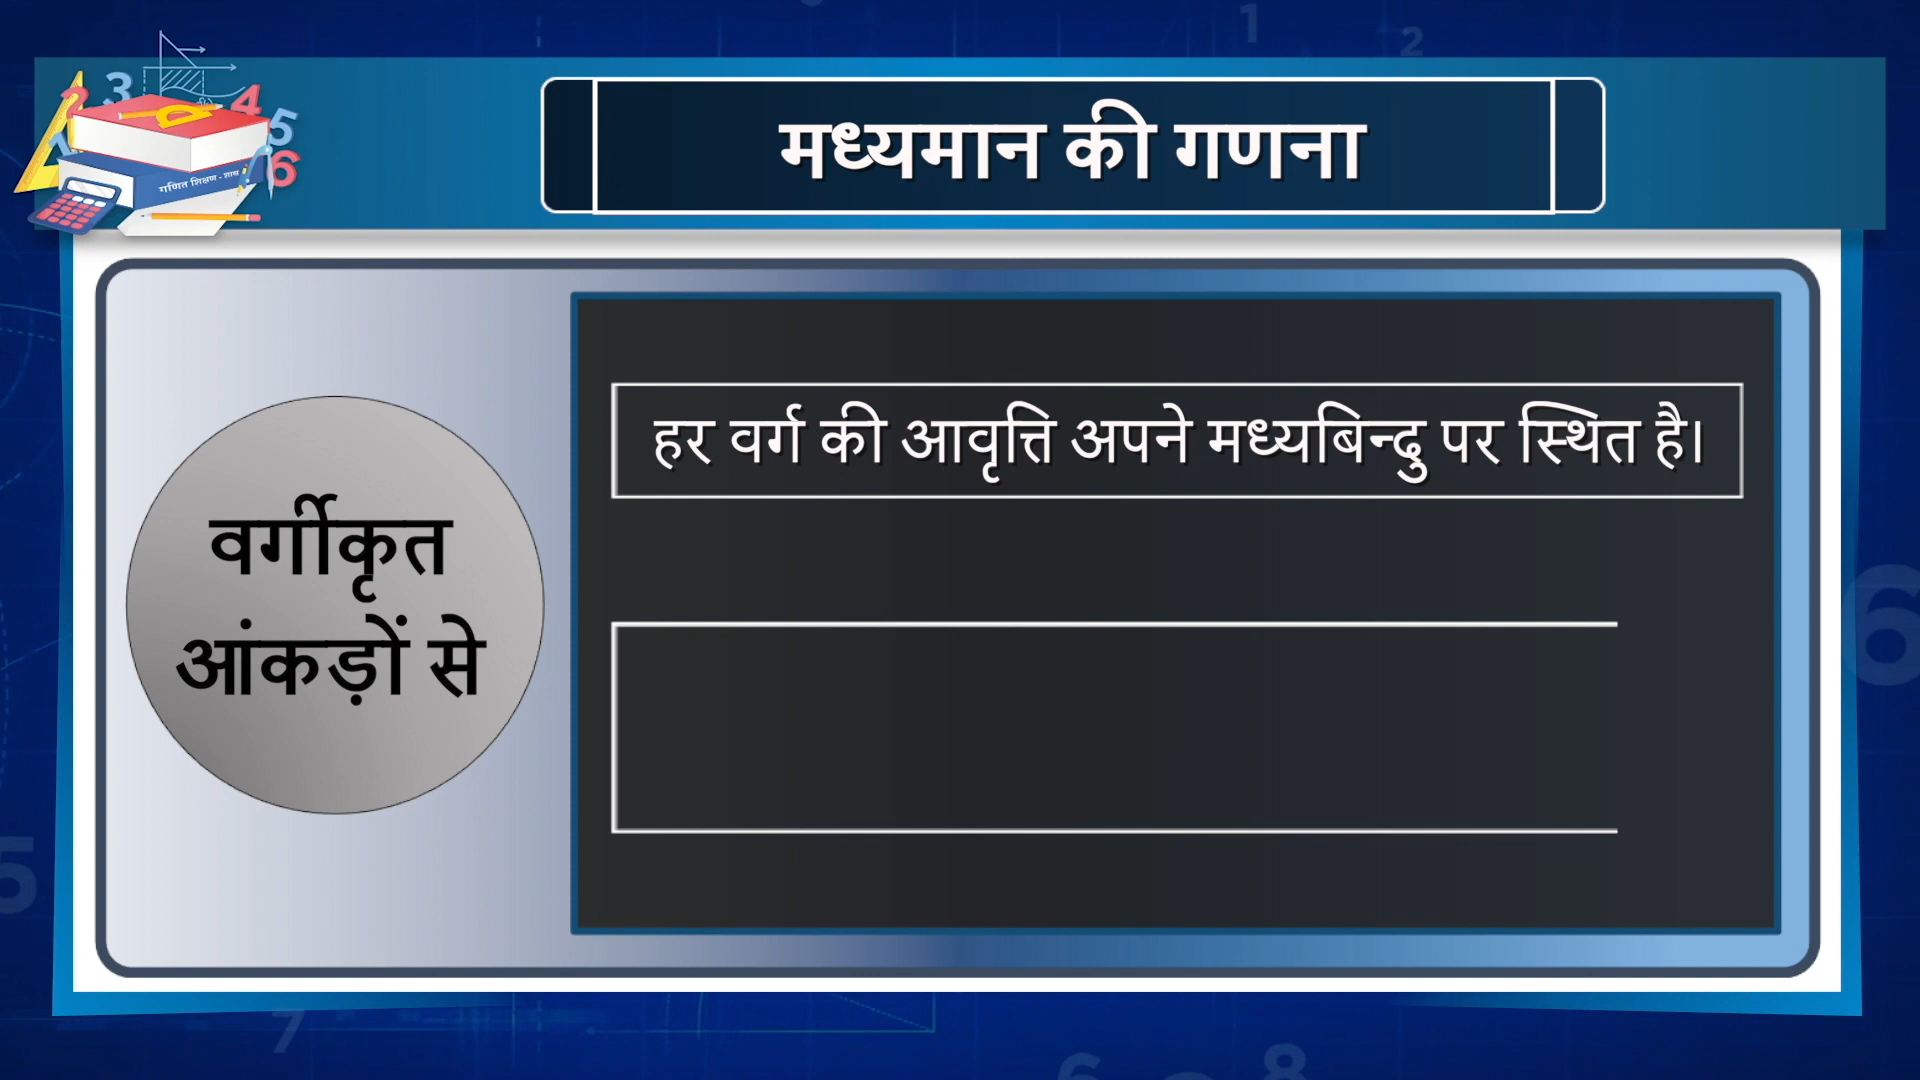 मध्यमान की गणना
गणित शिक्षण - शास्त्र
हर वर्ग की आवृत्ति अपने मध्यबिन्दु पर स्थित है।
वर्गीकृत
आंकड़ों से